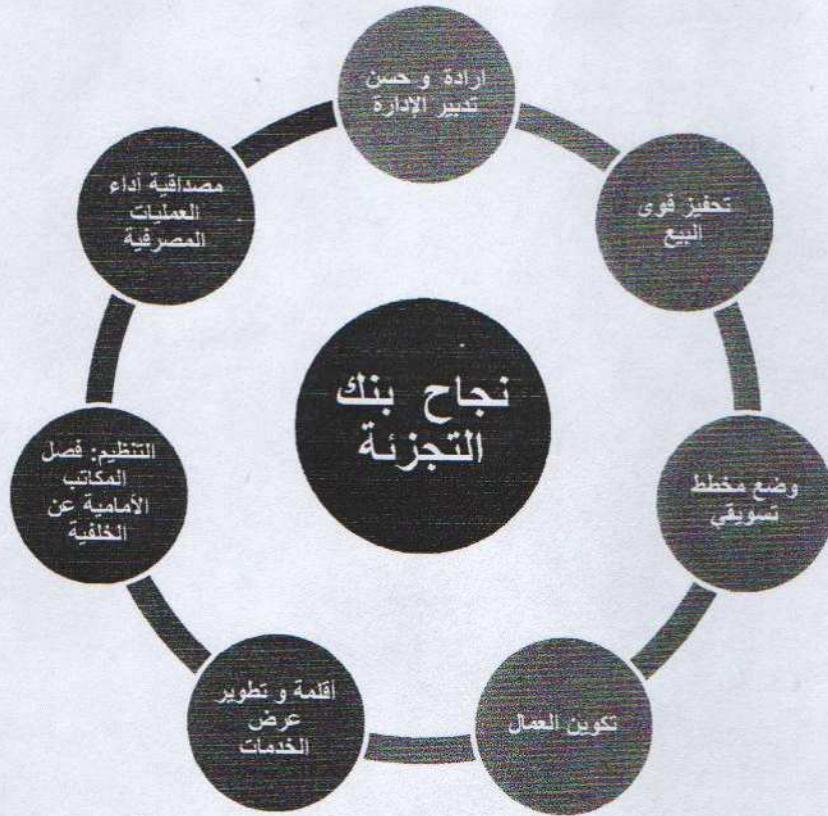 ارادة و حسن
تدبير الإدارة
تحفيز قوى
البيع
وضع مخطط
تسويقي
تكوين العمال
أقلمة و تطوير
عرض
الخدمات
التنظيم: فصل
المكاتب
الأمامية عن
الخلفية
مصداقية أداء
العمليات
المصرفية
نجاح بنك
التجزئة